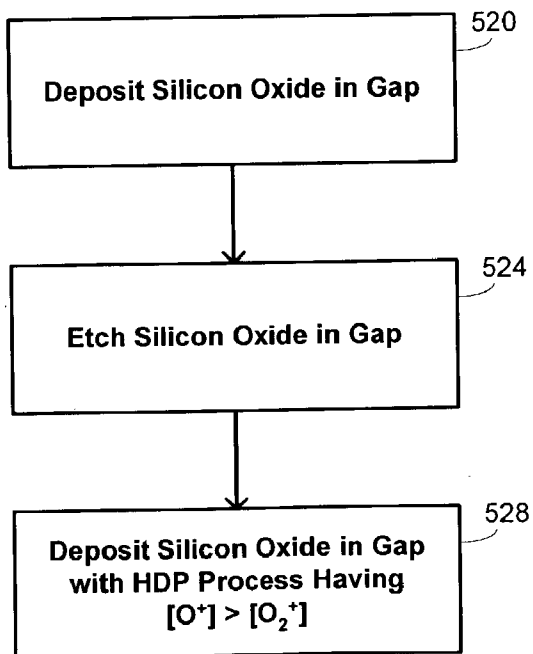 520
Deposit Silicon Oxide in Gap
524
Etch Silicon Oxide in Gap
528
Deposit Silicon Oxide in Gap
with HDP Process Having
[O⁺] > [O₂⁺]